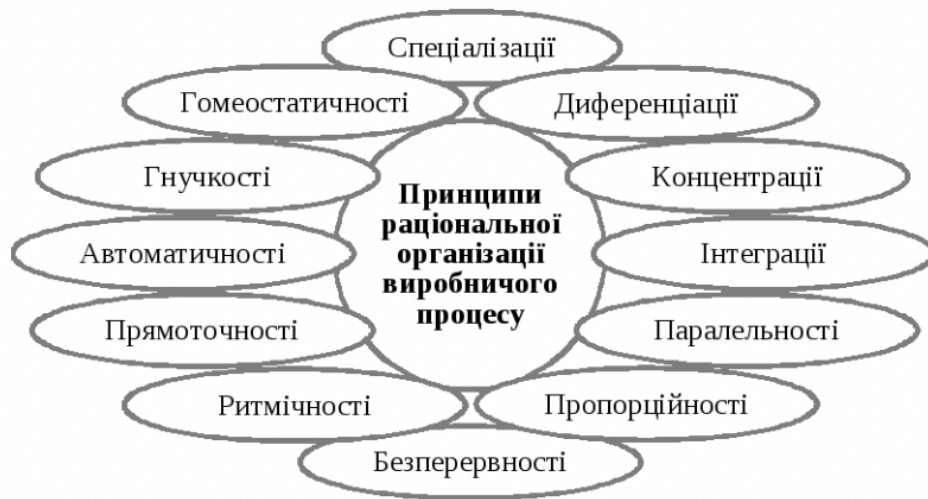 Спеціалізації
Гомеостатичності
Диференціації
Гнучкості
Концентрації
Принципи
раціональної
організації
виробничого
процесу
Автоматичності
Інтеграції
Прямоточності
Паралельності
Ритмічності
Пропорційності
Безперервності